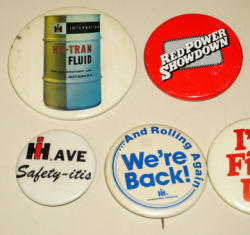 INTERNATIONAL
HY-TRAN
FLUID
RED POWER
SHOWDOWN
IH.AVE
Safety-itis
...And Rolling Again
We're
Back!